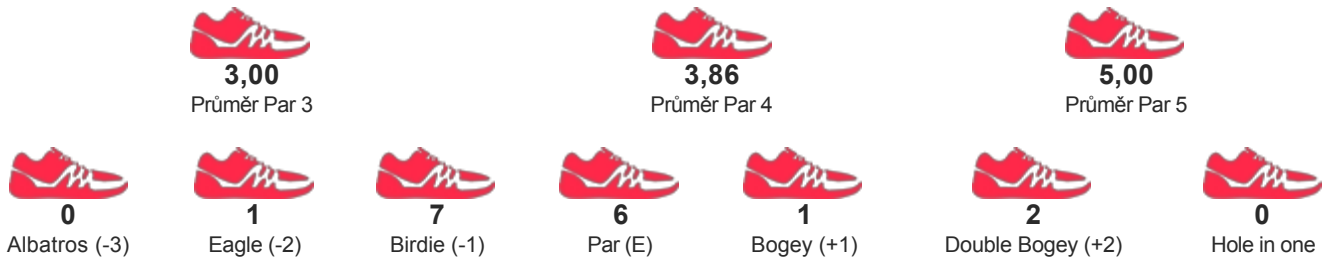 3,00 3,86 5,00
Průměr Par 3 Průměr Par 4 Průměr Par 5
0 1 7 6 1 2 0
Albatros (-3) Eagle (-2) Birdie (-1) Par (E) Bogey (+1) Double Bogey (+2) Hole in one